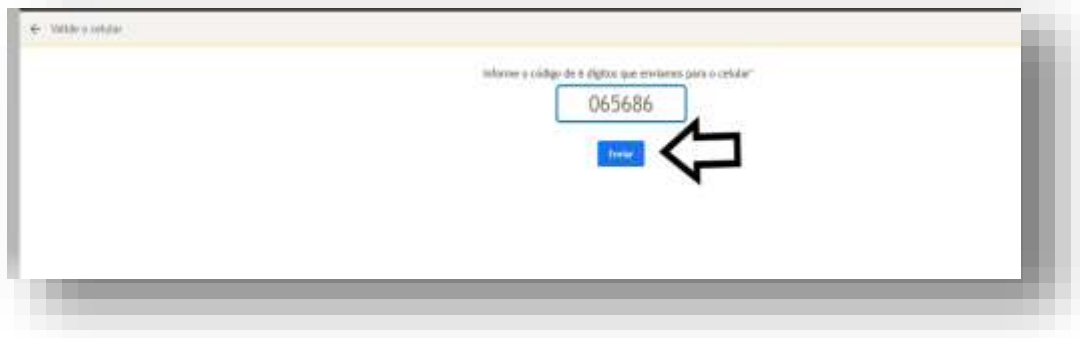 ← Valide o celular
Informe o código de 6 dígitos que enviamos para o celular*
065686
Enviar